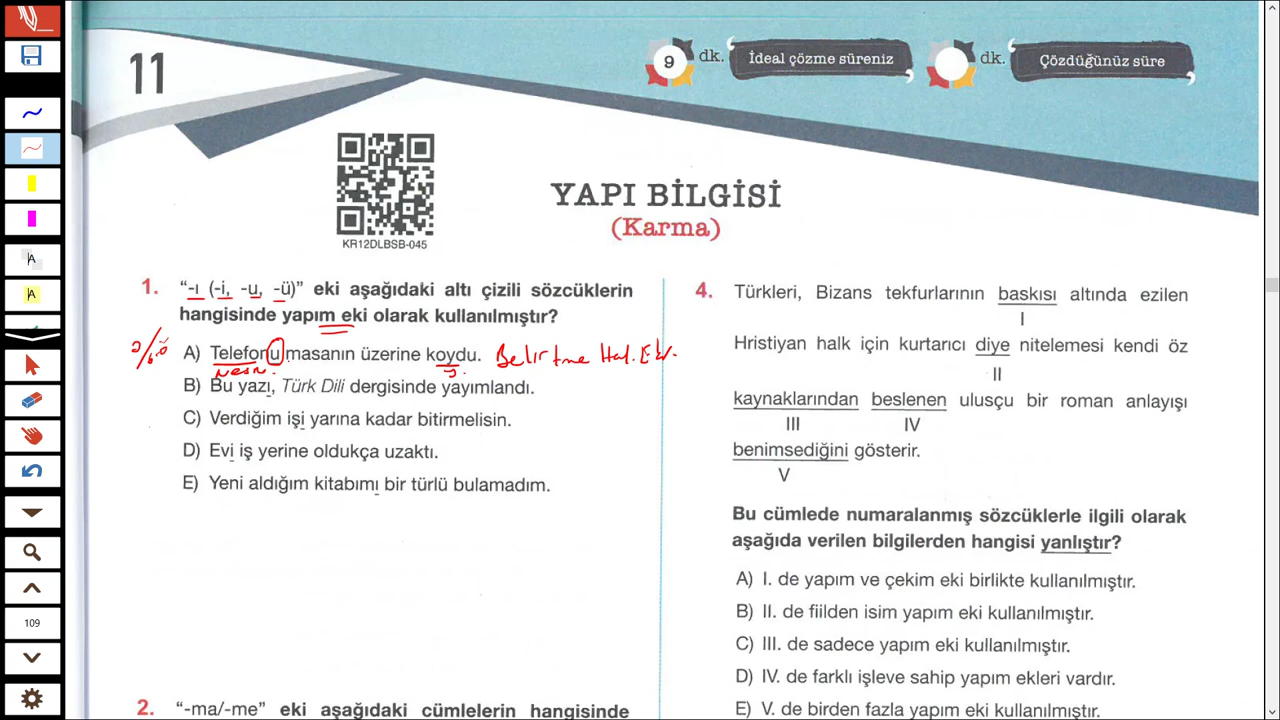 11
9 dk. İdeal çözme süreniz
dk. Çözdüğünüz süre
KR12DLBSB-045
YAPI BİLGİSİ
(Karma)
1. “-ı (-i, -u, -ü)” eki aşağıdaki altı çizili sözcüklerin
hangisinde yapım eki olarak kullanılmıştır?
A) Telefonu masanın üzerine koydu. Belirtme Hal. Eki.
Nesn. y.
B) Bu yazı, Türk Dili dergisinde yayımlandı.
C) Verdiğim işi yarına kadar bitirmelisin.
D) Evi iş yerine oldukça uzaktı.
E) Yeni aldığım kitabımı bir türlü bulamadım.
2. “-ma/-me” eki aşağıdaki cümlelerin hangisinde
4. Türkleri, Bizans tekfurlarının baskısı altında ezilen
I
Hristiyan halk için kurtarıcı diye nitelemesi kendi öz
II
kaynaklarından beslenen ulusçu bir roman anlayışı
III IV
benimsediğini gösterir.
V
Bu cümlede numaralanmış sözcüklerle ilgili olarak
aşağıda verilen bilgilerden hangisi yanlıştır?
A) I. de yapım ve çekim eki birlikte kullanılmıştır.
B) II. de fiilden isim yapım eki kullanılmıştır.
C) III. de sadece yapım eki kullanılmıştır.
D) IV. de farklı işleve sahip yapım ekleri vardır.
E) V. de birden fazla yapım eki kullanılmıştır.
A
A
109